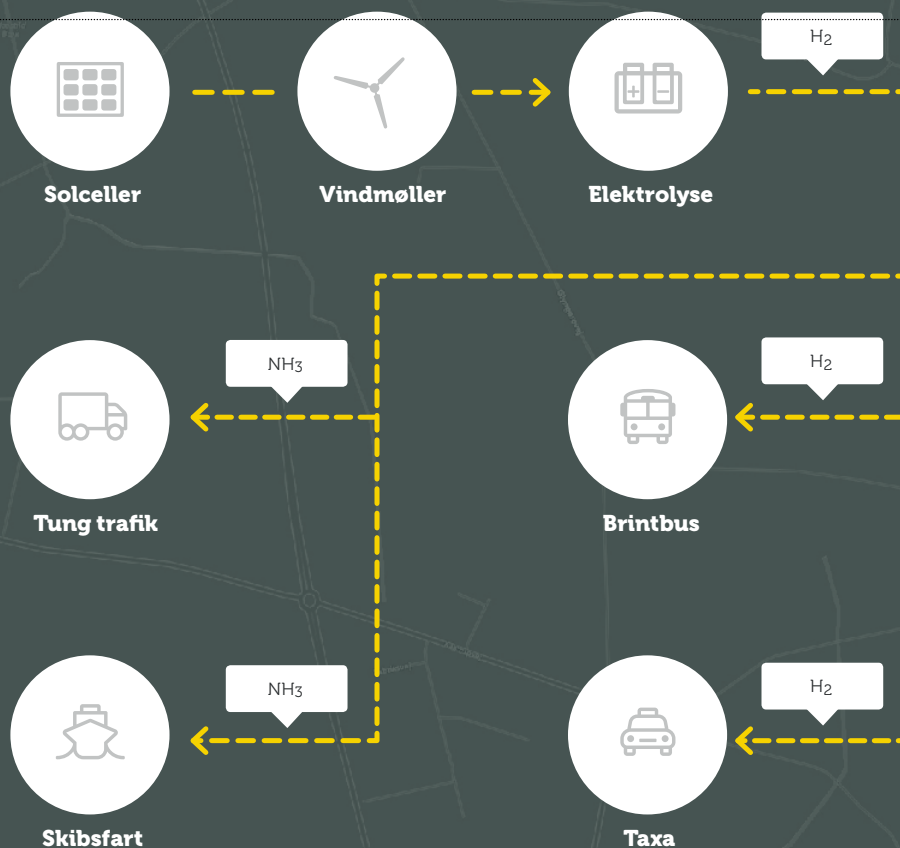 H2
Solceller
Vindmøller
Elektrolyse
NH3
H2
Tung trafik
Brintbus
NH3
H2
Skibsfart
Taxa